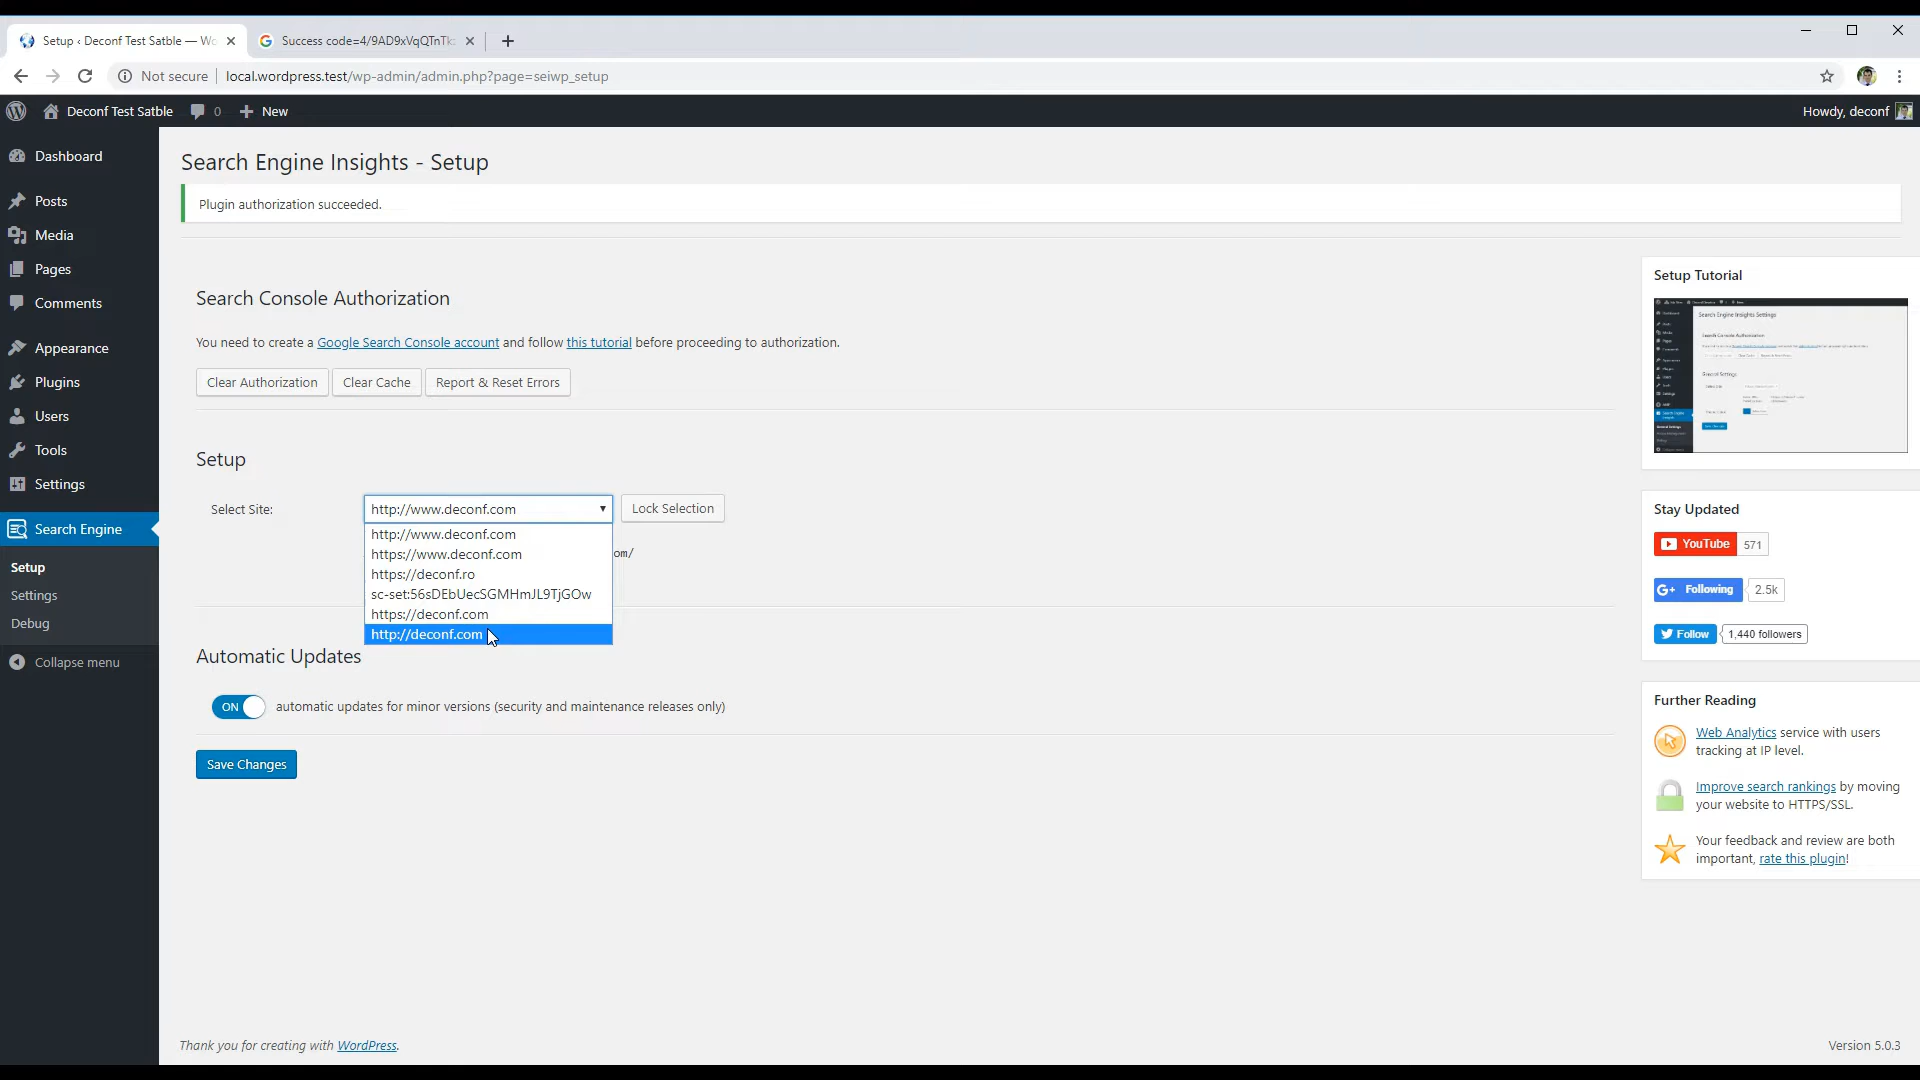 Setup ‹ Deconf Test Satble — Wo
Success code=4/9AD9xVqQTnTk
Not secure
local.wordpress.test/wp-admin/admin.php?page=seiwp_setup
Deconf Test Satble
0
New
Howdy, deconf
Dashboard
Posts
Media
Pages
Comments
Appearance
Plugins
Users
Tools
Settings
Search Engine
Setup
Settings
Debug
Collapse menu
Search Engine Insights - Setup
Plugin authorization succeeded.
Search Console Authorization
You need to create a Google Search Console account and follow this tutorial before proceeding to authorization.
Clear Authorization
Clear Cache
Report & Reset Errors
Setup
Select Site:
http://www.deconf.com
Lock Selection
http://www.deconf.com
https://www.deconf.com
om/
https://deconf.ro
sc-set:56sDEbUecSGMHmJL9TjGOw
https://deconf.com
http://deconf.com
Automatic Updates
ON
automatic updates for minor versions (security and maintenance releases only)
Save Changes
Setup Tutorial
Search Engine Insights Settings
Stay Updated
YouTube
571
G+ Following
2.5k
Follow
1,440 followers
Further Reading
Web Analytics service with users
tracking at IP level.
Improve search rankings by moving
your website to HTTPS/SSL.
Your feedback and review are both
important, rate this plugin!
Thank you for creating with WordPress.
Version 5.0.3